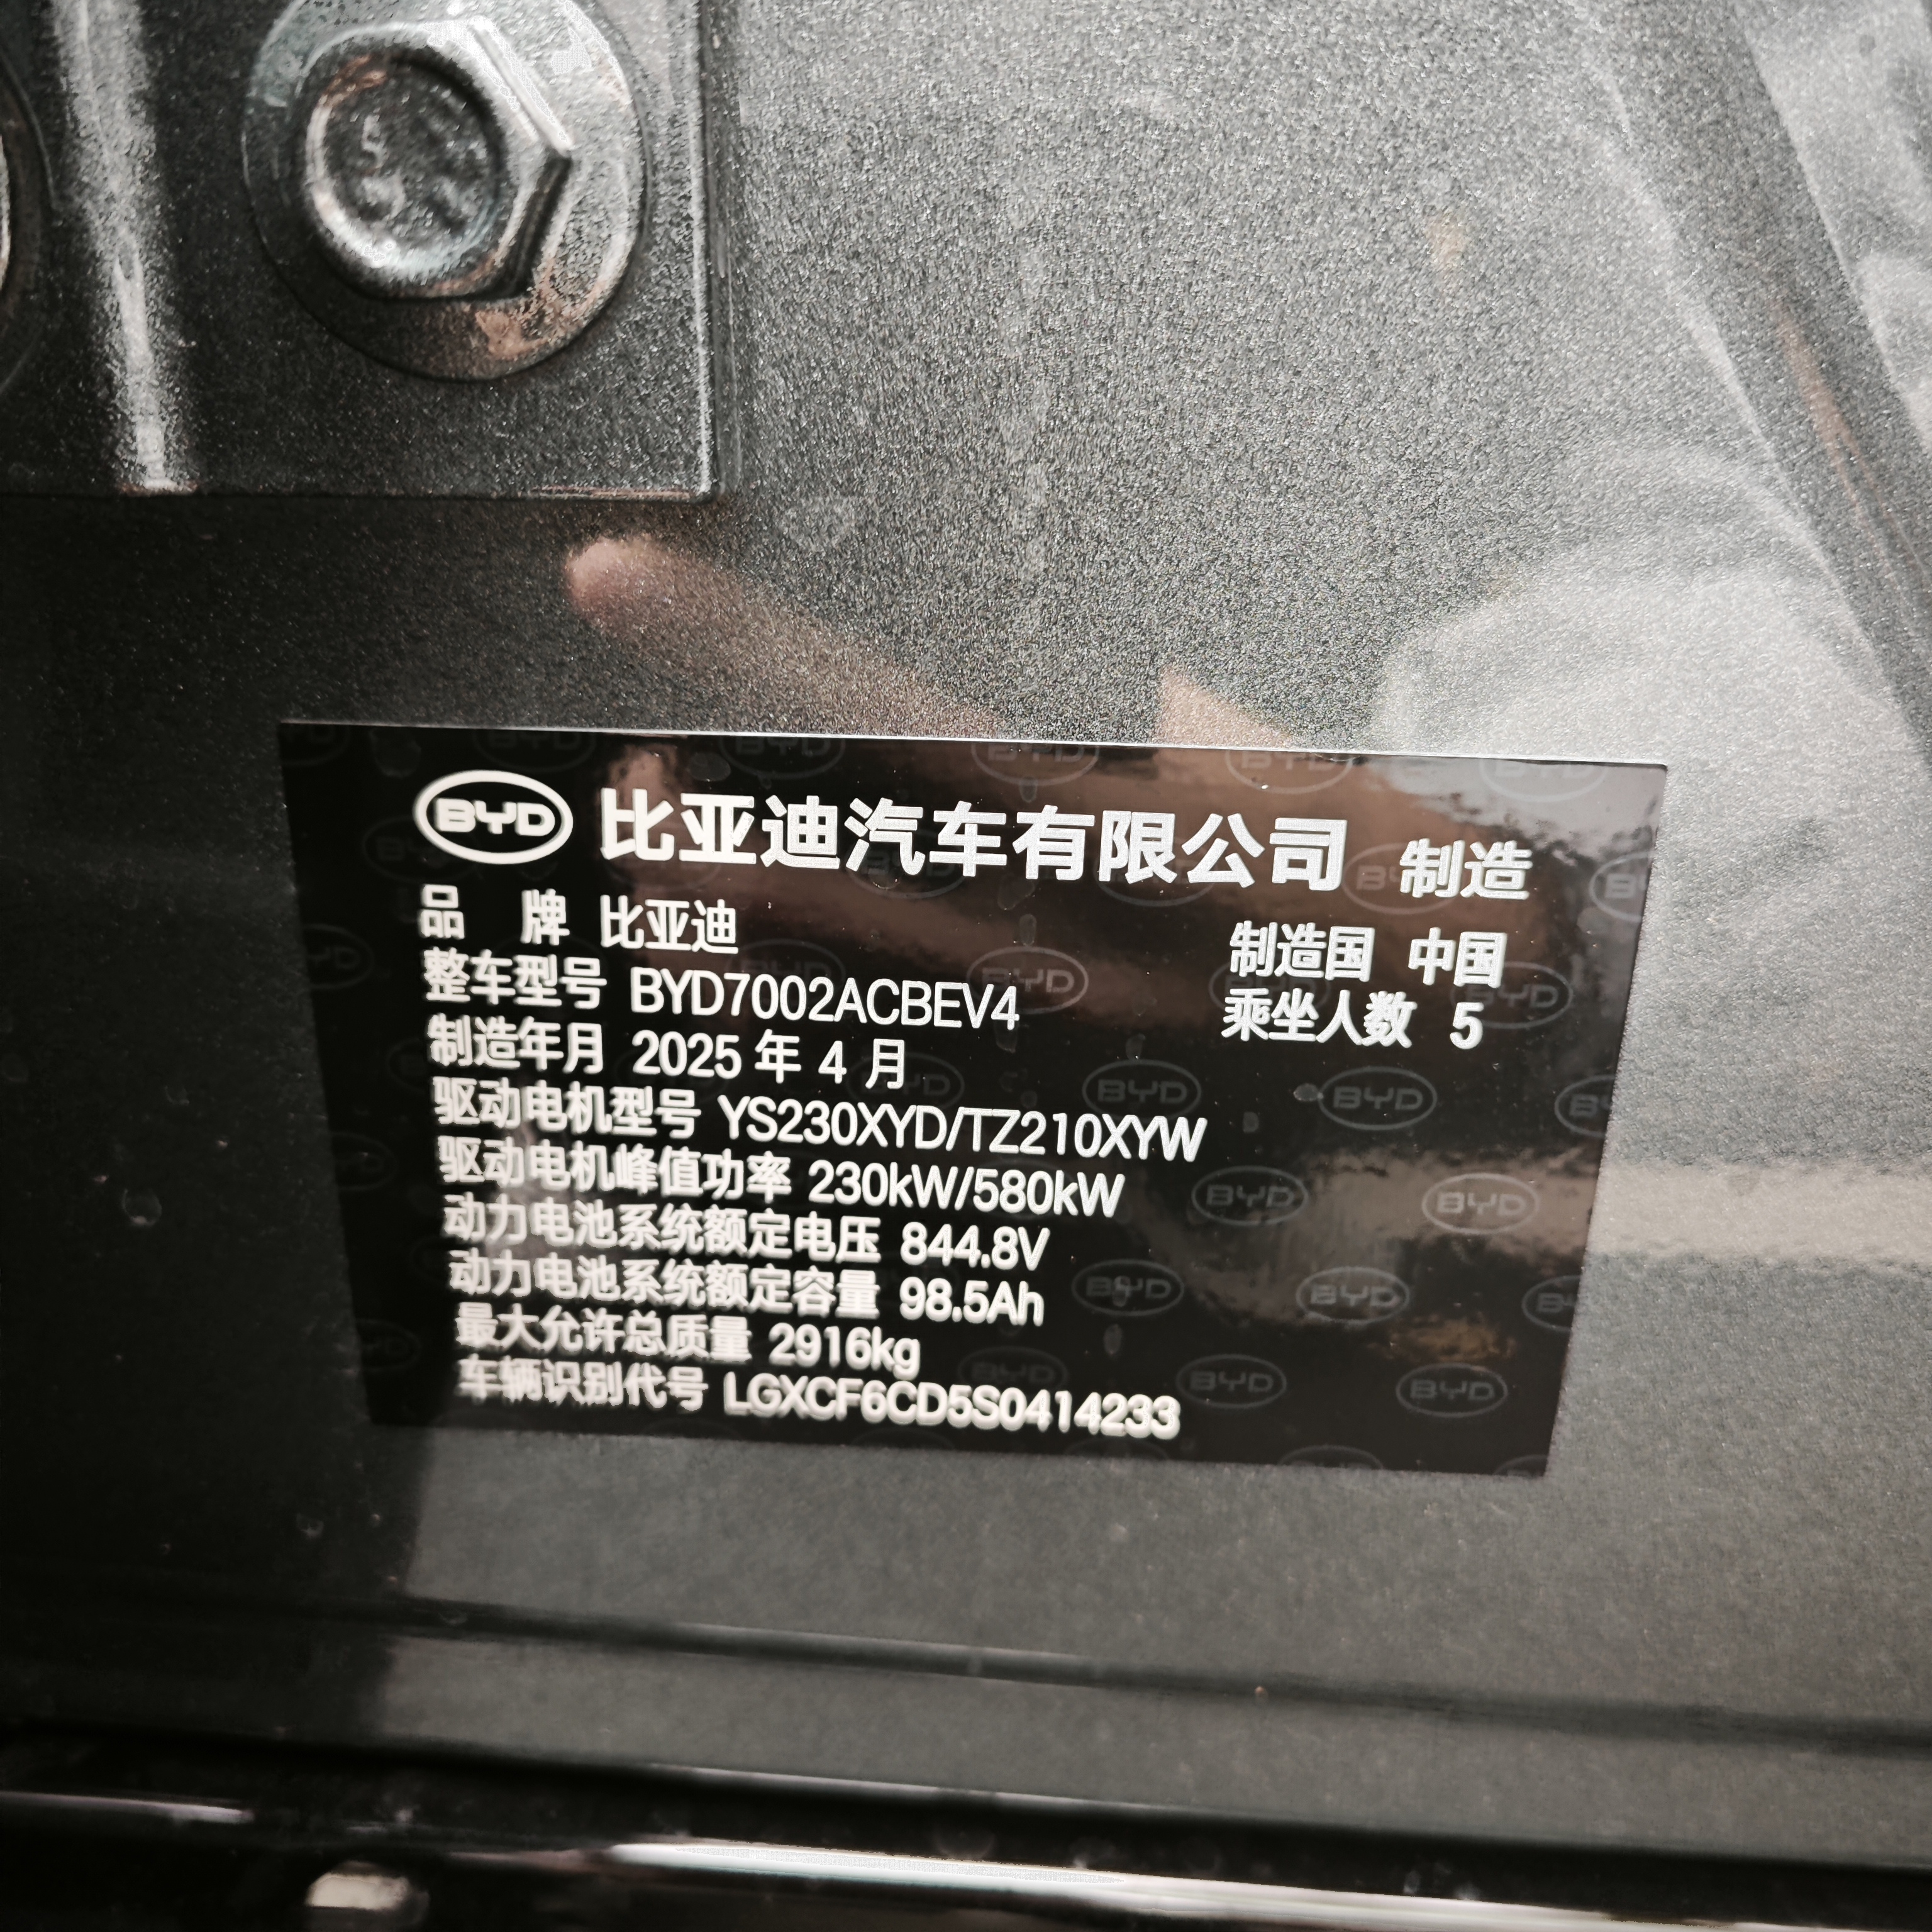 BYD 比亚迪汽车有限公司 制造
品 牌 比亚迪
制造国 中国
整车型号 BYD7002ACBEV4
乘坐人数 5
制造年月 2025 年 4 月
驱动电机型号 YS230XYD/TZ210XYW
驱动电机峰值功率 230kW/580kW
动力电池系统额定电压 844.8V
动力电池系统额定容量 98.5Ah
最大允许总质量 2916kg
车辆识别代号 LGXCF6CD5S0414233